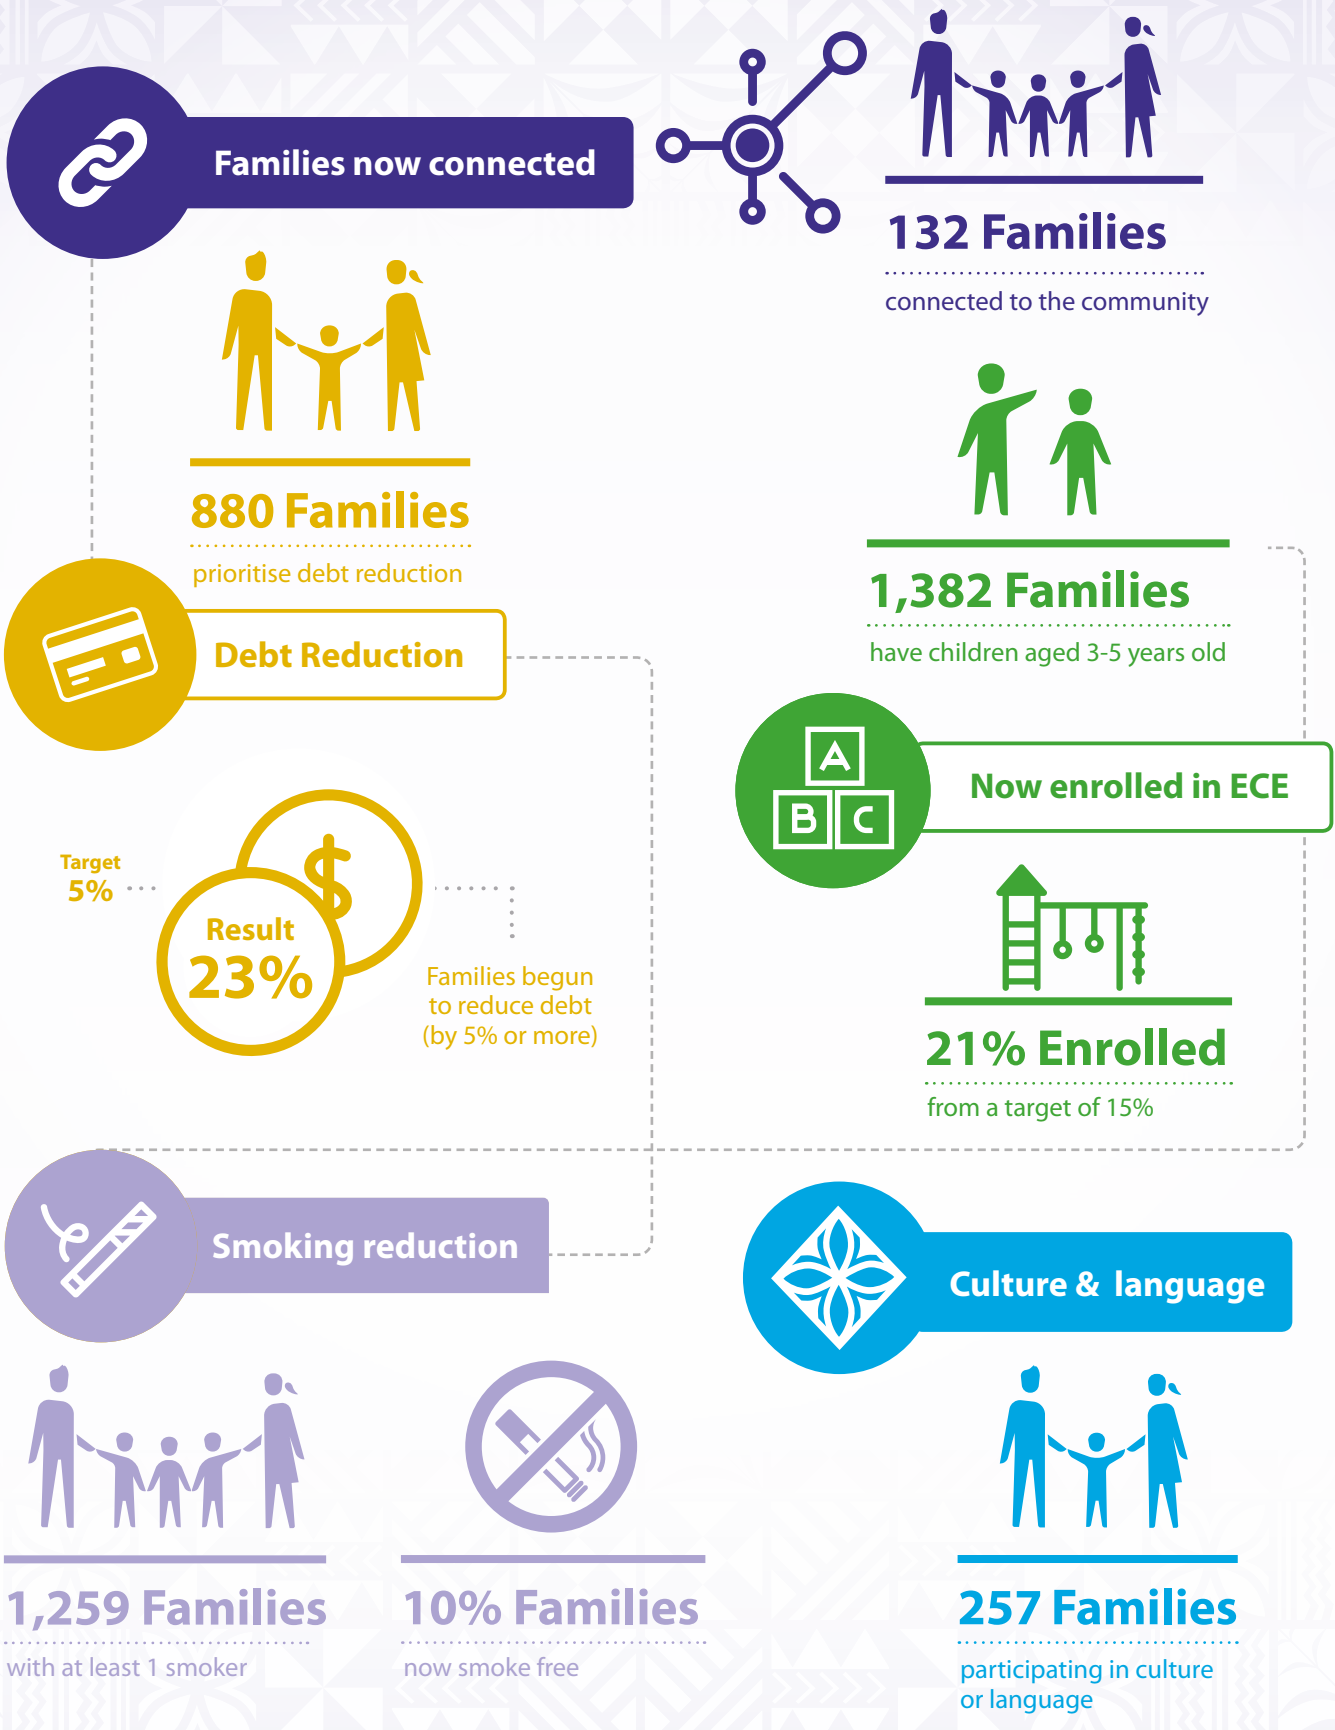 Families now connected
132 Families
connected to the community
880 Families
prioritise debt reduction
Debt Reduction
Target
5%
$
Result
23%
Families begun
to reduce debt
(by 5% or more)
1,382 Families
have children aged 3-5 years old
A
B C
Now enrolled in ECE
21% Enrolled
from a target of 15%
Smoking reduction
1,259 Families
with at least 1 smoker
10% Families
now smoke free
Culture & language
257 Families
participating in culture
or language